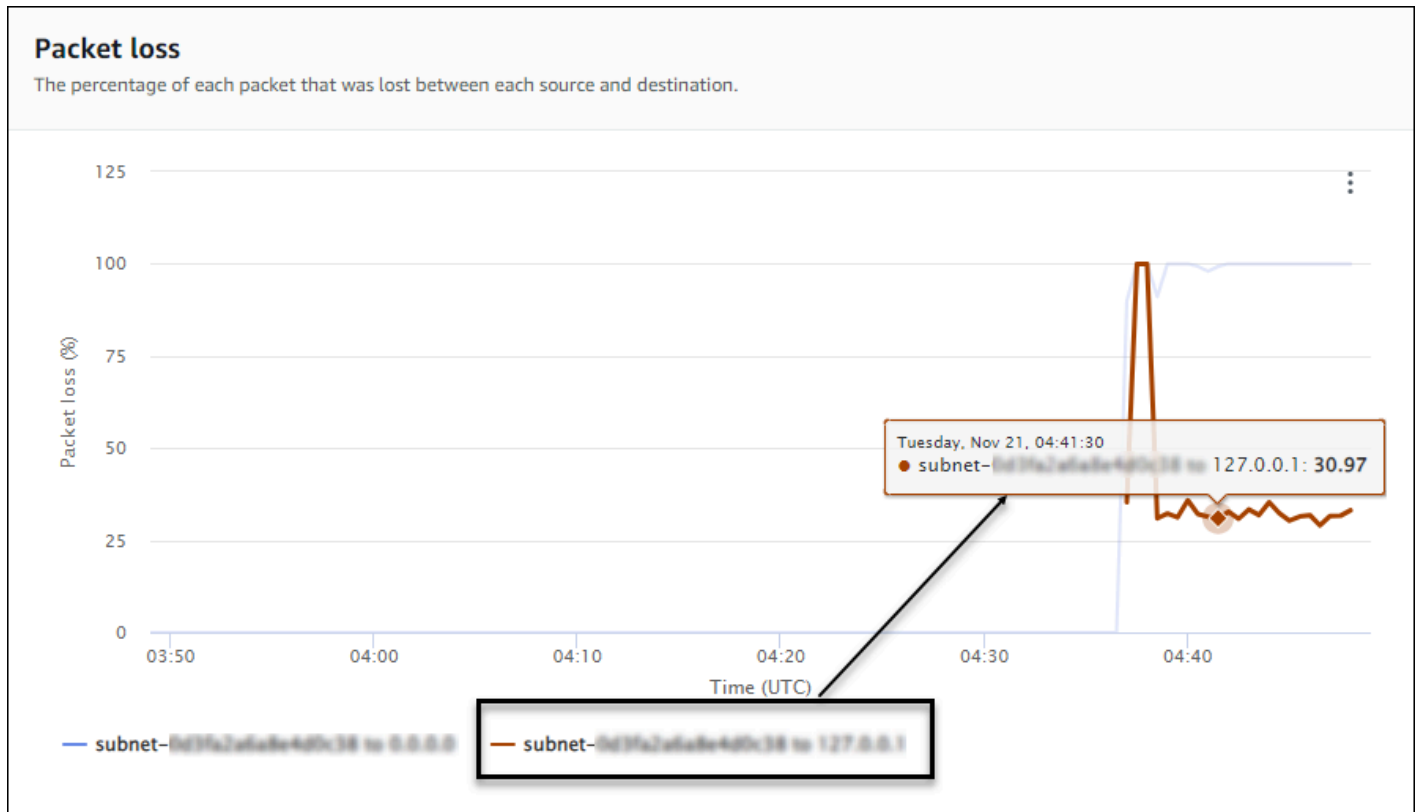 Packet loss
The percentage of each packet that was lost between each source and destination.
125
100
75
50
25
0
Packet loss (%)
Tuesday, Nov 21, 04:41:30
subnet- 127.0.0.1: 30.97
03:50 04:00 04:10 04:20 04:30 04:40
Time (UTC)
subnet- subnet-